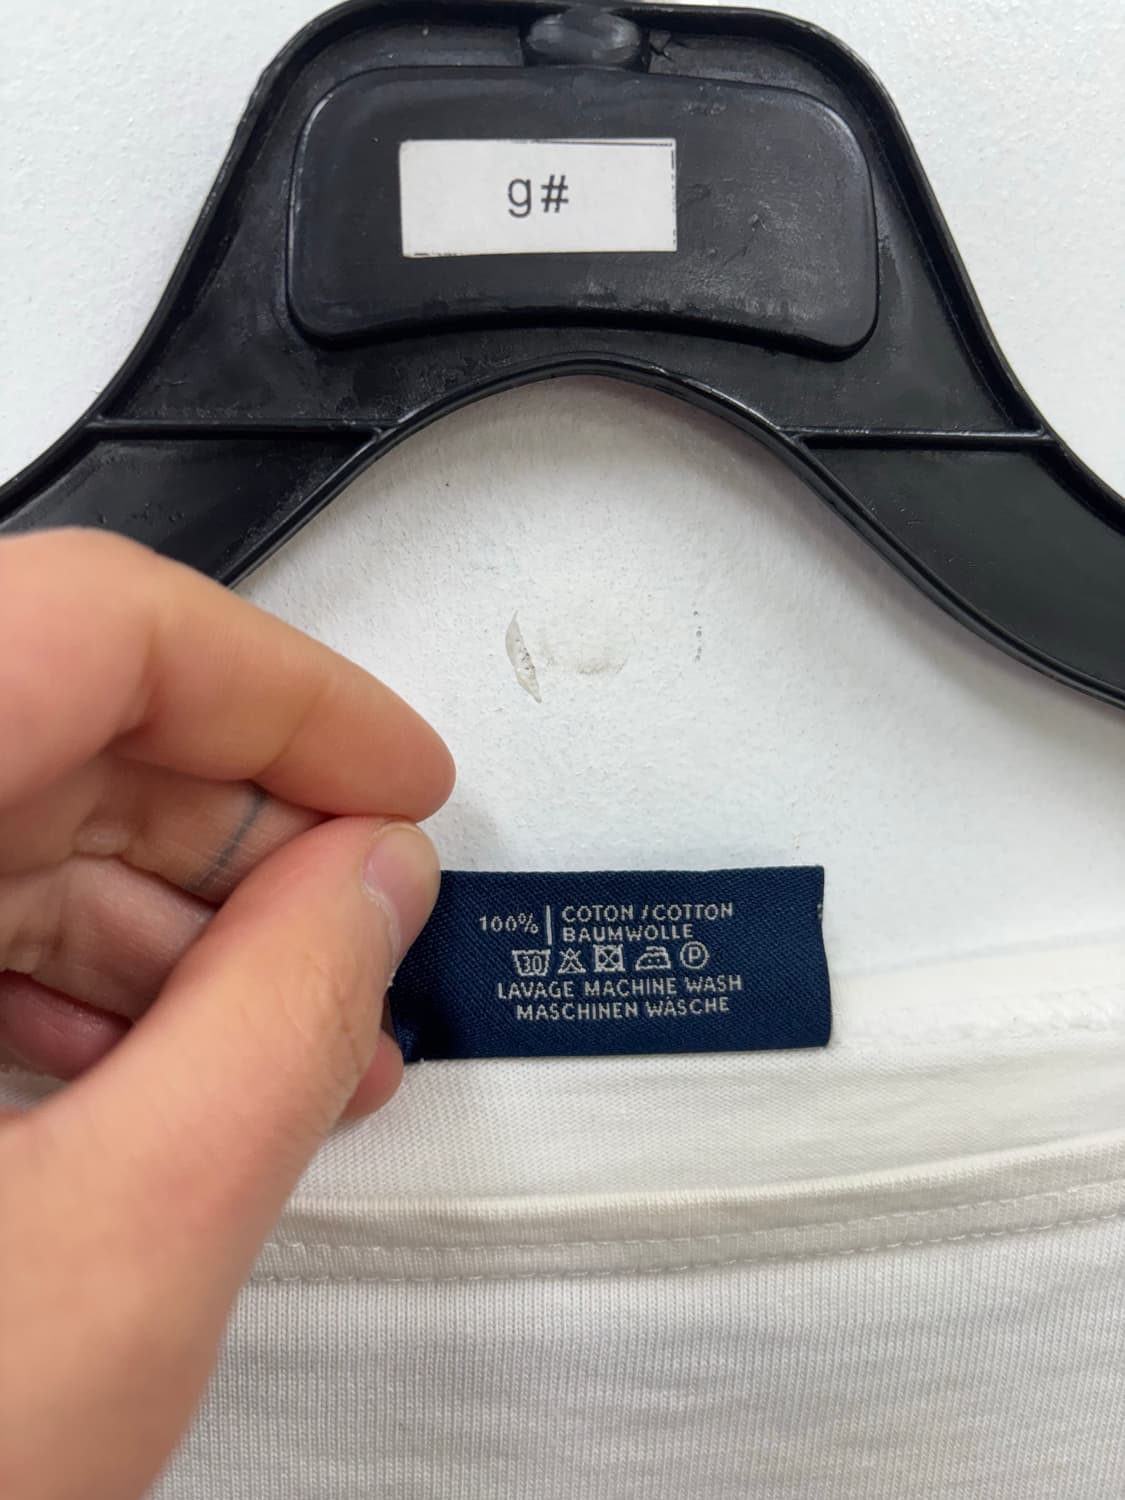 g#
100% | COTON / COTTON
BAUMWOLLE
30 P
LAVAGE MACHINE WASH
MASCHINEN WÄSCHE